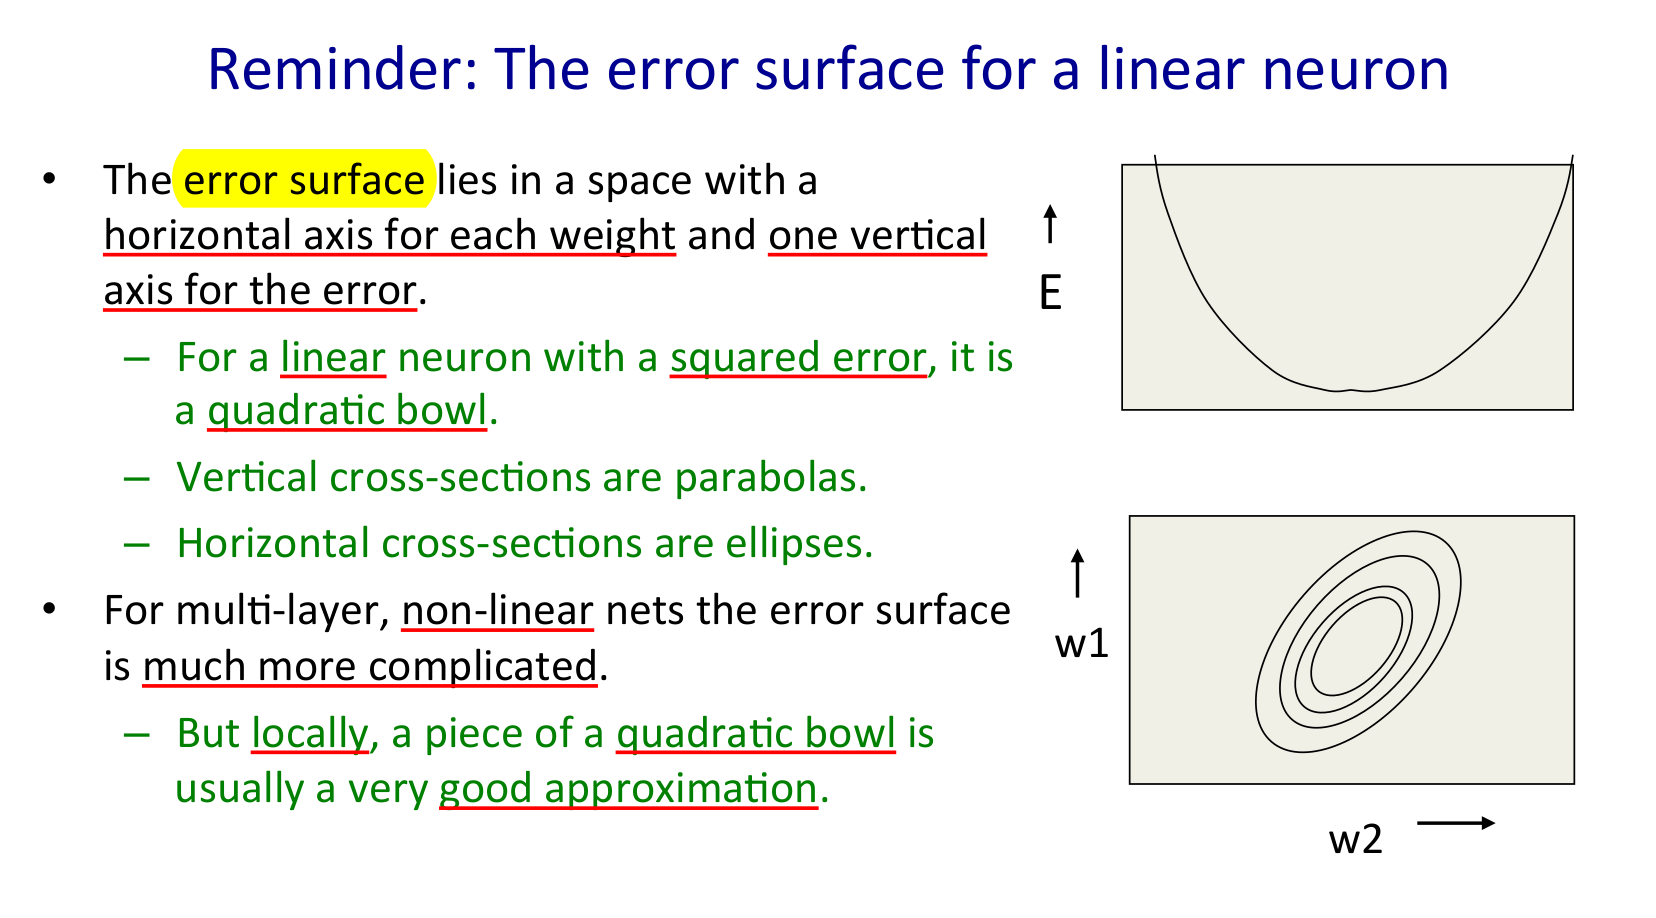 Reminder: The error surface for a linear neuron
• The error surface lies in a space with a
horizontal axis for each weight and one vertical
axis for the error.
– For a linear neuron with a squared error, it is
a quadratic bowl.
– Vertical cross-sections are parabolas.
– Horizontal cross-sections are ellipses.
• For multi-layer, non-linear nets the error surface
is much more complicated.
– But locally, a piece of a quadratic bowl is
usually a very good approximation.
E
w1
w2